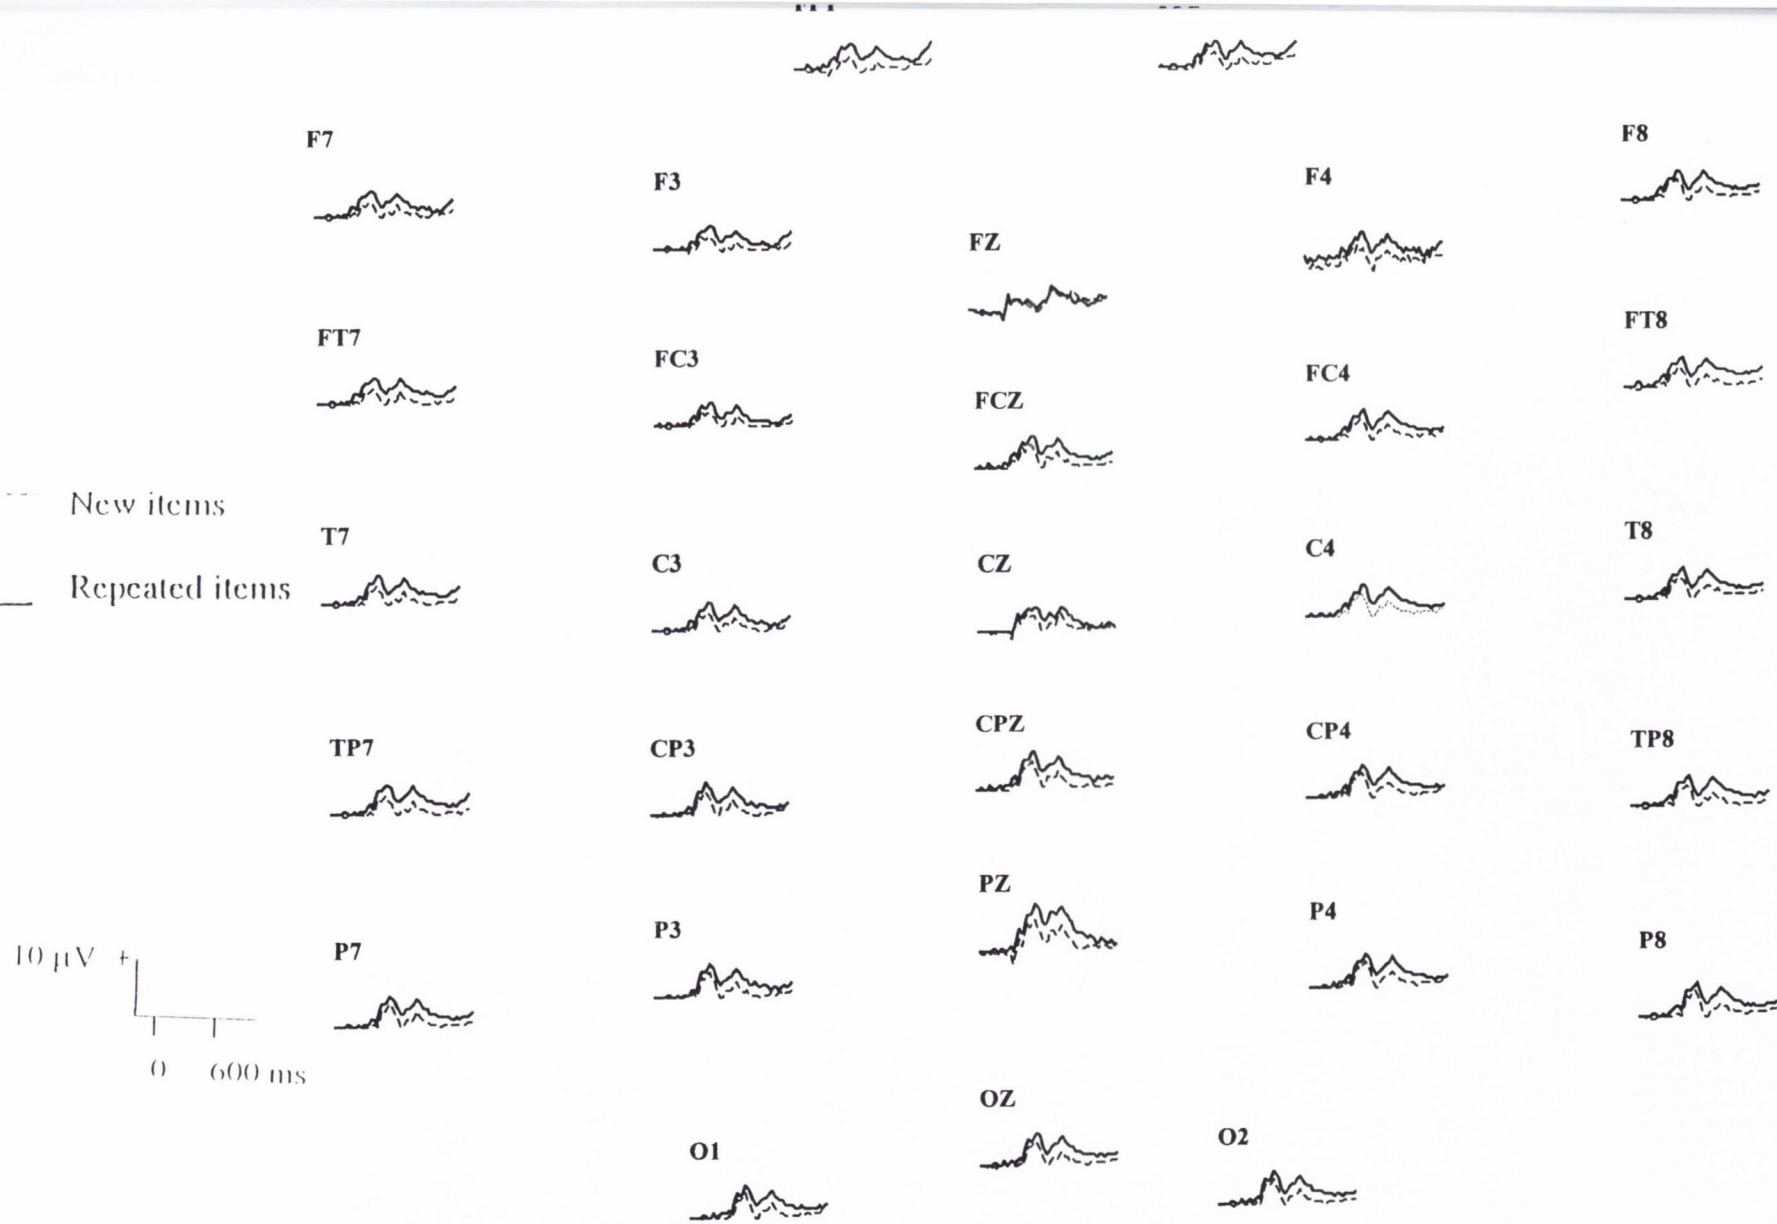 F7
F8
F3
F4
FZ
FT7
FT8
FC3
FC4
FCZ
New items
T7
T8
C3
CZ
C4
Repeated items
TP7
CP3
CPZ
CP4
TP8
PZ
P4
P3
P7
P8
10 μV +
0 600 ms
OZ
O2
O1